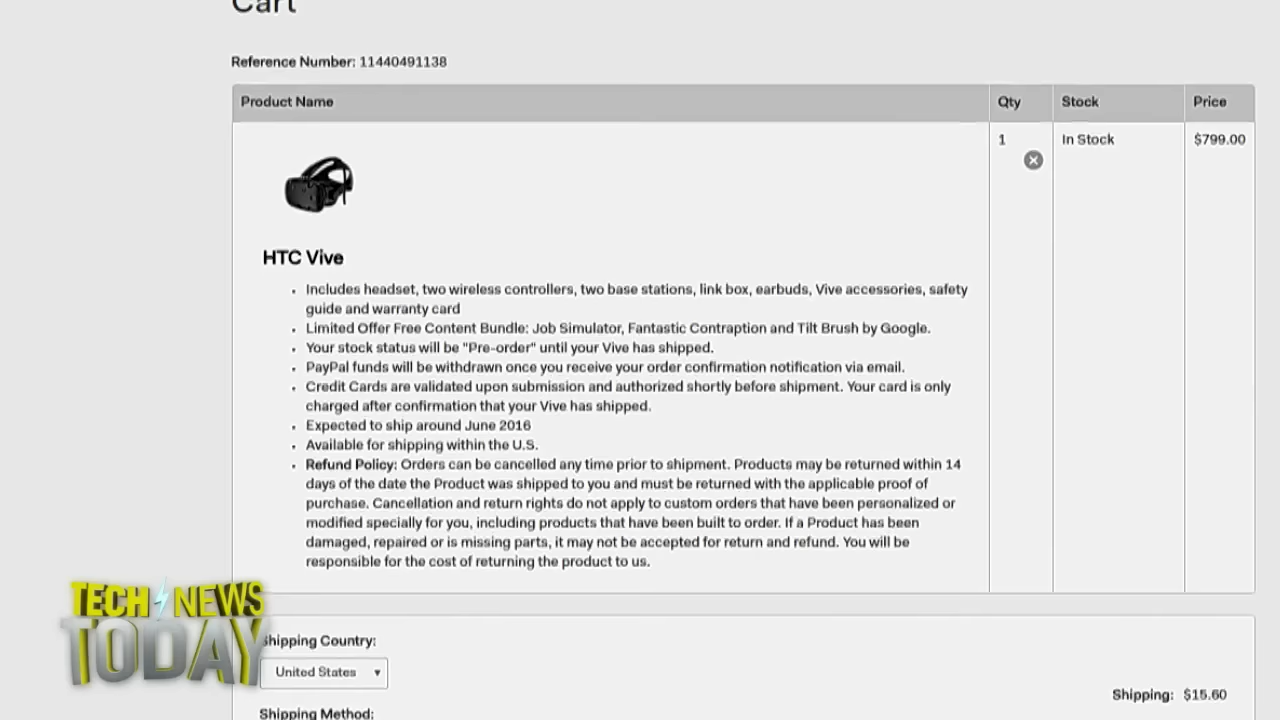 Cart
Reference Number: 11440491138
Product Name Qty Stock Price
1 In Stock $799.00
HTC Vive
Includes headset, two wireless controllers, two base stations, link box, earbuds, Vive accessories, safety
guide and warranty card
Limited Offer Free Content Bundle: Job Simulator, Fantastic Contraption and Tilt Brush by Google.
Your stock status will be "Pre-order" until your Vive has shipped.
PayPal funds will be withdrawn once you receive your order confirmation notification via email.
Credit Cards are validated upon submission and authorized shortly before shipment. Your card is only
charged after confirmation that your Vive has shipped.
Expected to ship around June 2016
Available for shipping within the U.S.
Refund Policy: Orders can be cancelled any time prior to shipment. Products may be returned within 14
days of the date the Product was shipped to you and must be returned with the applicable proof of
purchase. Cancellation and return rights do not apply to custom orders that have been personalized or
modified specially for you, including products that have been built to order. If a Product has been
damaged, repaired or is missing parts, it may not be accepted for return and refund. You will be
responsible for the cost of returning the product to us.
TECH NEWS
TODAY
Shipping Country:
United States
Shipping: $15.60
Shipping Method: